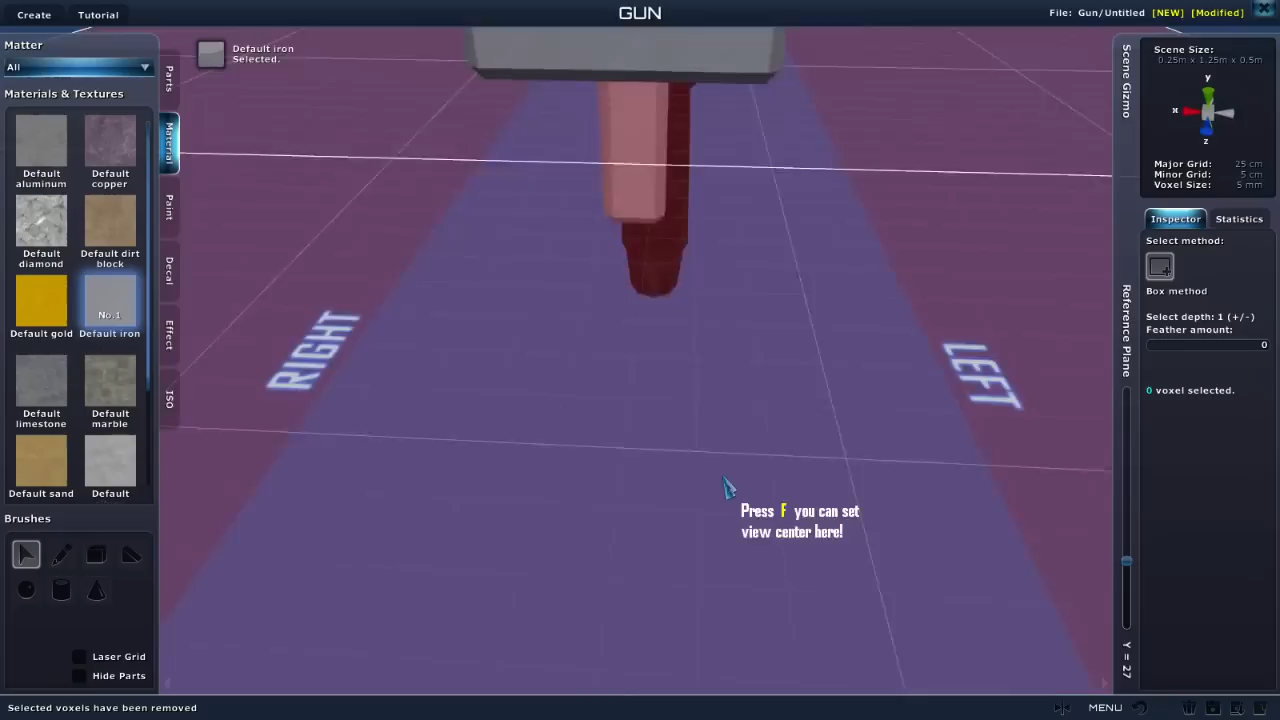 Create
Tutorial
GUN
File: Gun/Untitled [NEW] [Modified]
Matter
All
Materials & Textures
Default aluminum
Default copper
Default diamond
Default dirt block
Default gold
No.1
Default iron
Default limestone
Default marble
Default sand
Default
Brushes
Laser Grid
Hide Parts
Parts
Material
Paint
Decal
Effect
ISO
Default iron
Selected.
RIGHT
LEFT
Press F you can set
view center here!
Scene Gizmo
Scene Size:
0.25m x 1.25m x 0.5m
y
x
z
Major Grid: 25 cm
Minor Grid: 5 cm
Voxel Size: 5 mm
Inspector
Statistics
Select method:
Box method
Select depth: 1 (+/-)
Feather amount:
0
0 voxel selected.
Reference Plane
Y = 27
Selected voxels have been removed
MENU